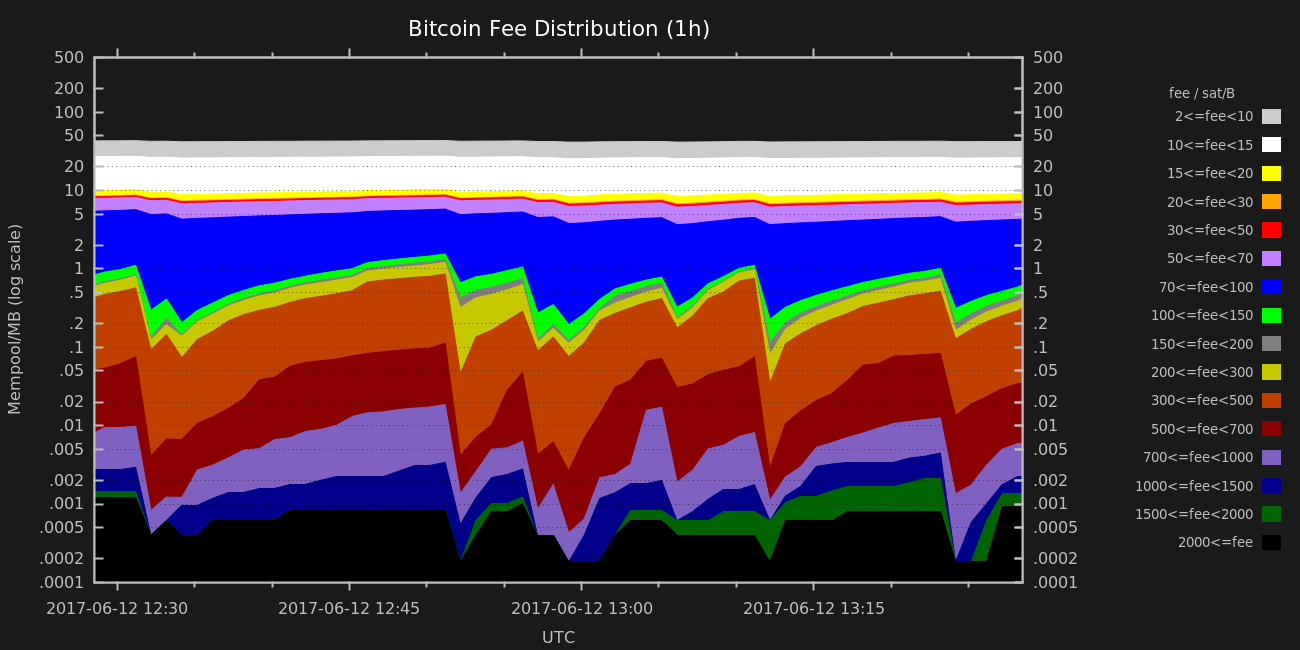 Bitcoin Fee Distribution (1h)
500 500
200 200
100 100
50 50
20 20
10 10
5 5
2 2
1 1
.5 .5
.2 .2
.1 .1
.05 .05
.02 .02
.01 .01
.005 .005
.002 .002
.001 .001
.0005 .0005
.0002 .0002
.0001 .0001
Mempool/MB (log scale)
2017-06-12 12:30 2017-06-12 12:45 2017-06-12 13:00 2017-06-12 13:15
UTC
fee / sat/B
2<=fee<10
10<=fee<15
15<=fee<20
20<=fee<30
30<=fee<50
50<=fee<70
70<=fee<100
100<=fee<150
150<=fee<200
200<=fee<300
300<=fee<500
500<=fee<700
700<=fee<1000
1000<=fee<1500
1500<=fee<2000
2000<=fee